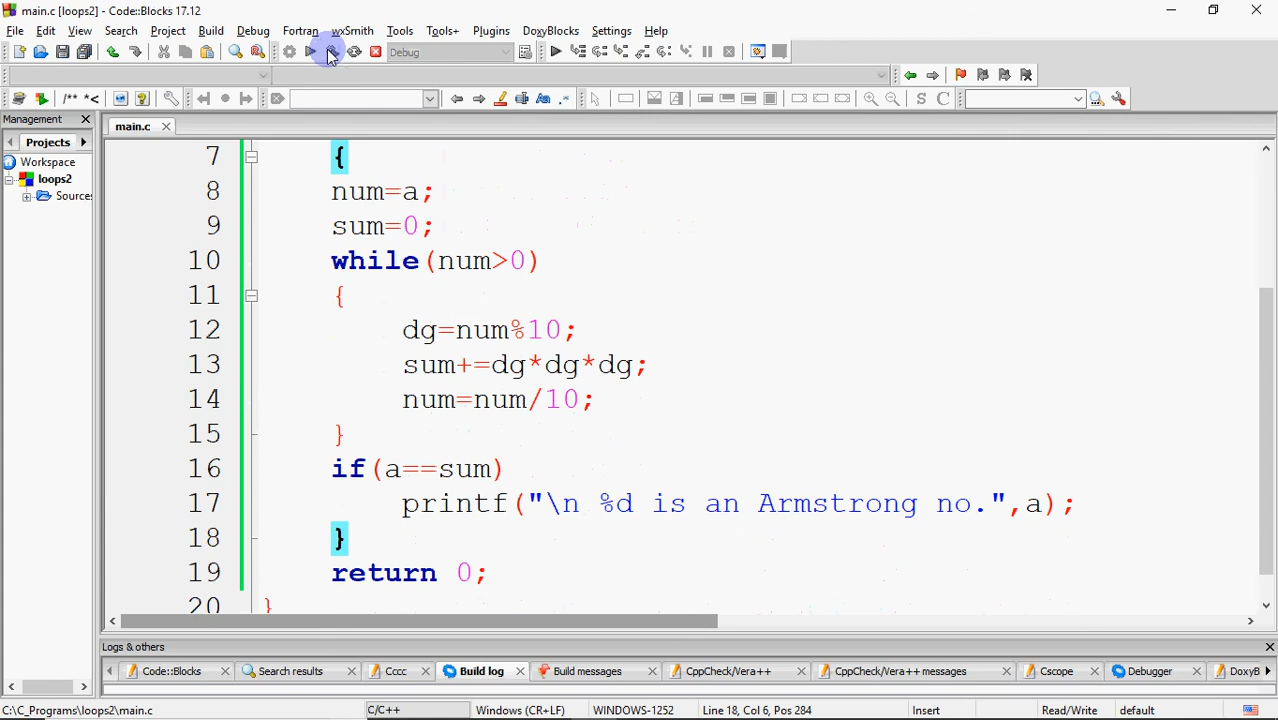 main.c [loops2] - Code::Blocks 17.12
File Edit View Search Project Build Debug Fortran wxSmith Tools Tools+ Plugins DoxyBlocks Settings Help
Debug
/** *<
Aa .*
S C
Management
main.c
Projects
Workspace
loops2
Sources
7 {
8 num=a;
9 sum=0;
10 while(num>0)
11 {
12 dg=num%10;
13 sum+=dg*dg*dg;
14 num=num/10;
15 }
16 if(a==sum)
17 printf("\n %d is an Armstrong no.",a);
18 }
19 return 0;
20 }
Logs & others
Code::Blocks Search results Cccc Build log Build messages CppCheck/Vera++ CppCheck/Vera++ messages Cscope Debugger DoxyB
C:\C_Programs\loops2\main.c C/C++ Windows (CR+LF) WINDOWS-1252 Line 18, Col 6, Pos 284 Insert Read/Write default